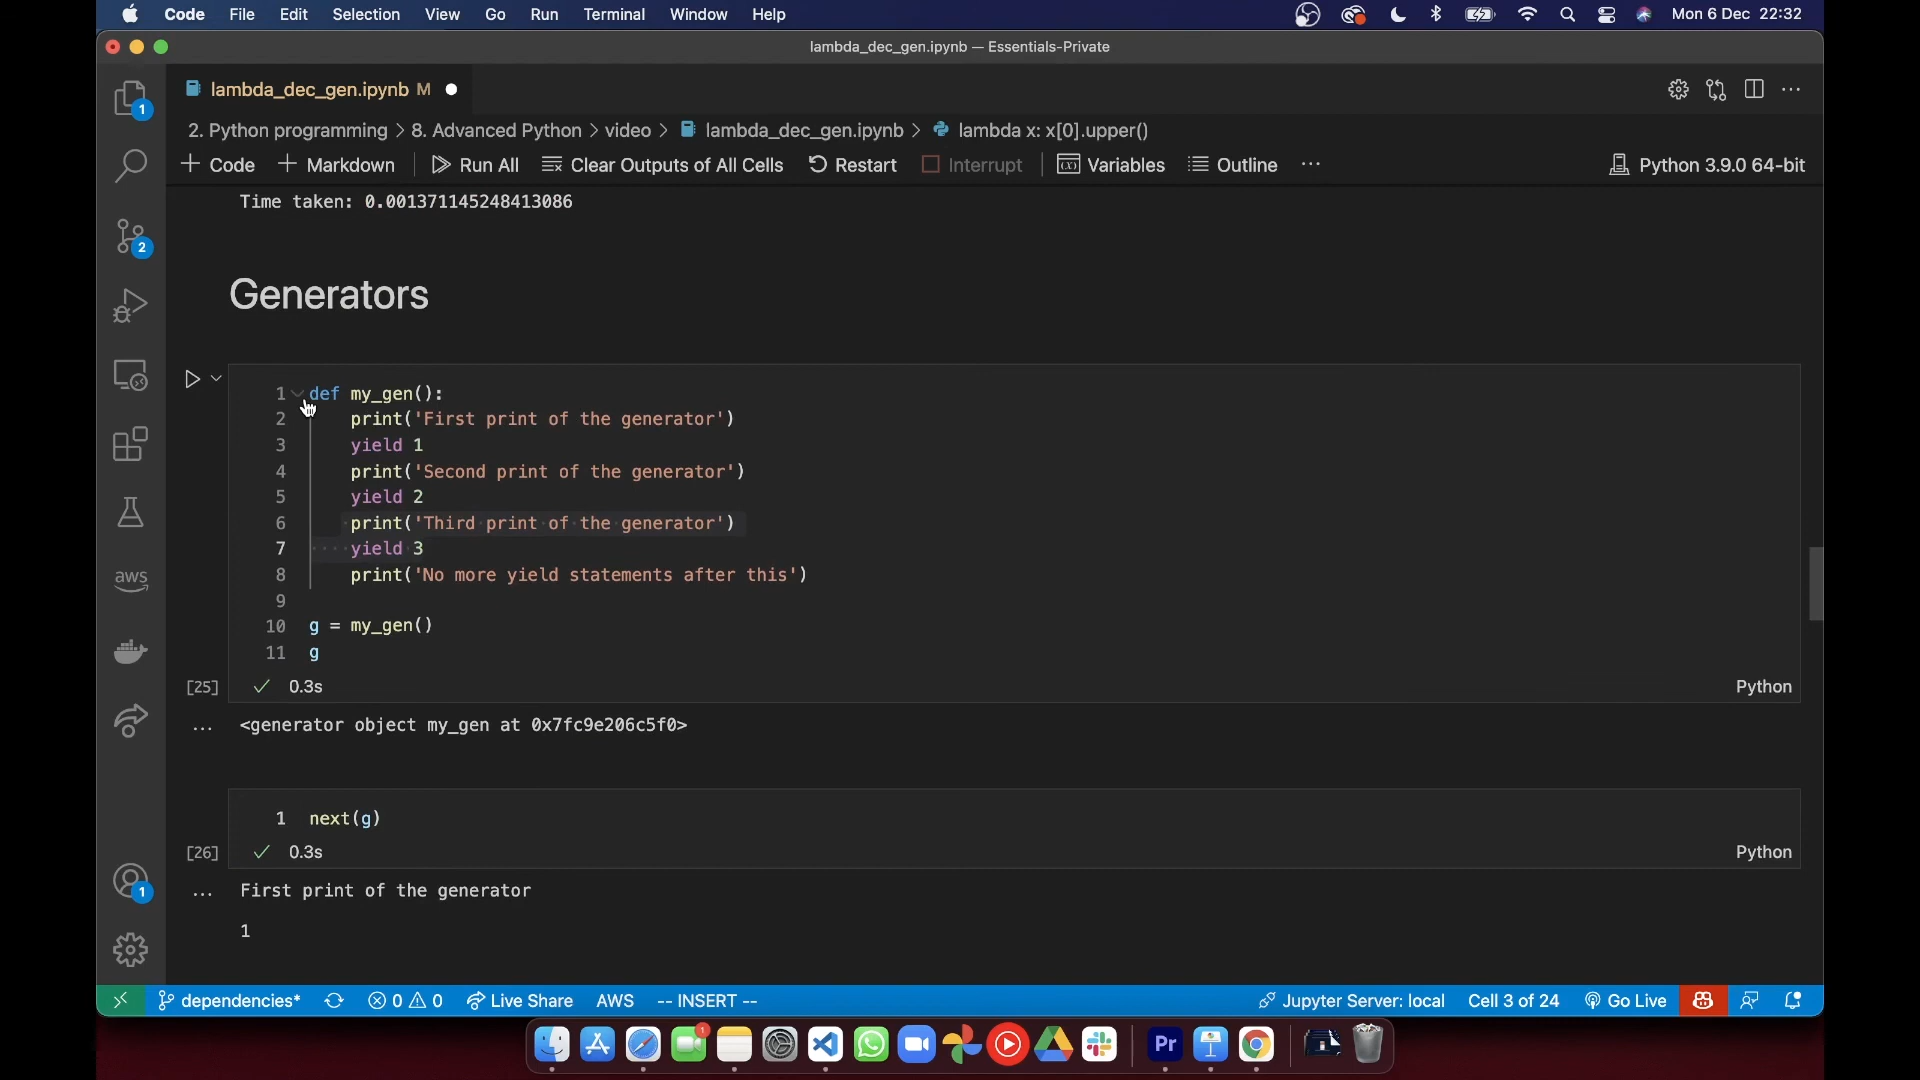 Code File Edit Selection View Go Run Terminal Window Help Mon 6 Dec 22:32
lambda_dec_gen.ipynb — Essentials-Private
lambda_dec_gen.ipynb M
2. Python programming > 8. Advanced Python > video > lambda_dec_gen.ipynb > lambda x: x[0].upper()
+ Code + Markdown Run All Clear Outputs of All Cells Restart Interrupt Variables Outline ... Python 3.9.0 64-bit
Time taken: 0.001371145248413086
Generators
1 def my_gen():
2 print('First print of the generator')
3 yield 1
4 print('Second print of the generator')
5 yield 2
6 print('Third print of the generator')
7 yield 3
8 print('No more yield statements after this')
9
10 g = my_gen()
11 g
[25] 0.3s Python
... <generator object my_gen at 0x7fc9e206c5f0>
1 next(g)
[26] 0.3s Python
... First print of the generator
1
1
2
aws
1
dependencies* 0 0 Live Share AWS -- INSERT -- Jupyter Server: local Cell 3 of 24 Go Live
1
Pr